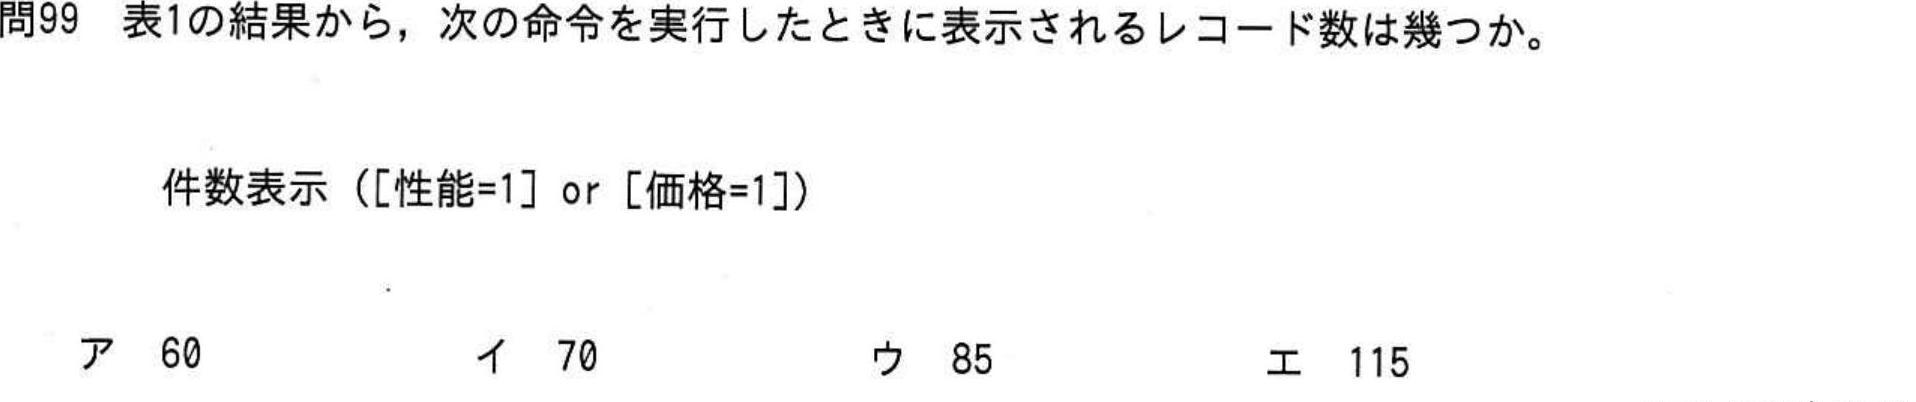 問99　表1の結果から，次の命令を実行したときに表示されるレコード数は幾つか。
件数表示（[性能=1] or [価格=1]）
ア　60　イ　70　ウ　85　エ　115